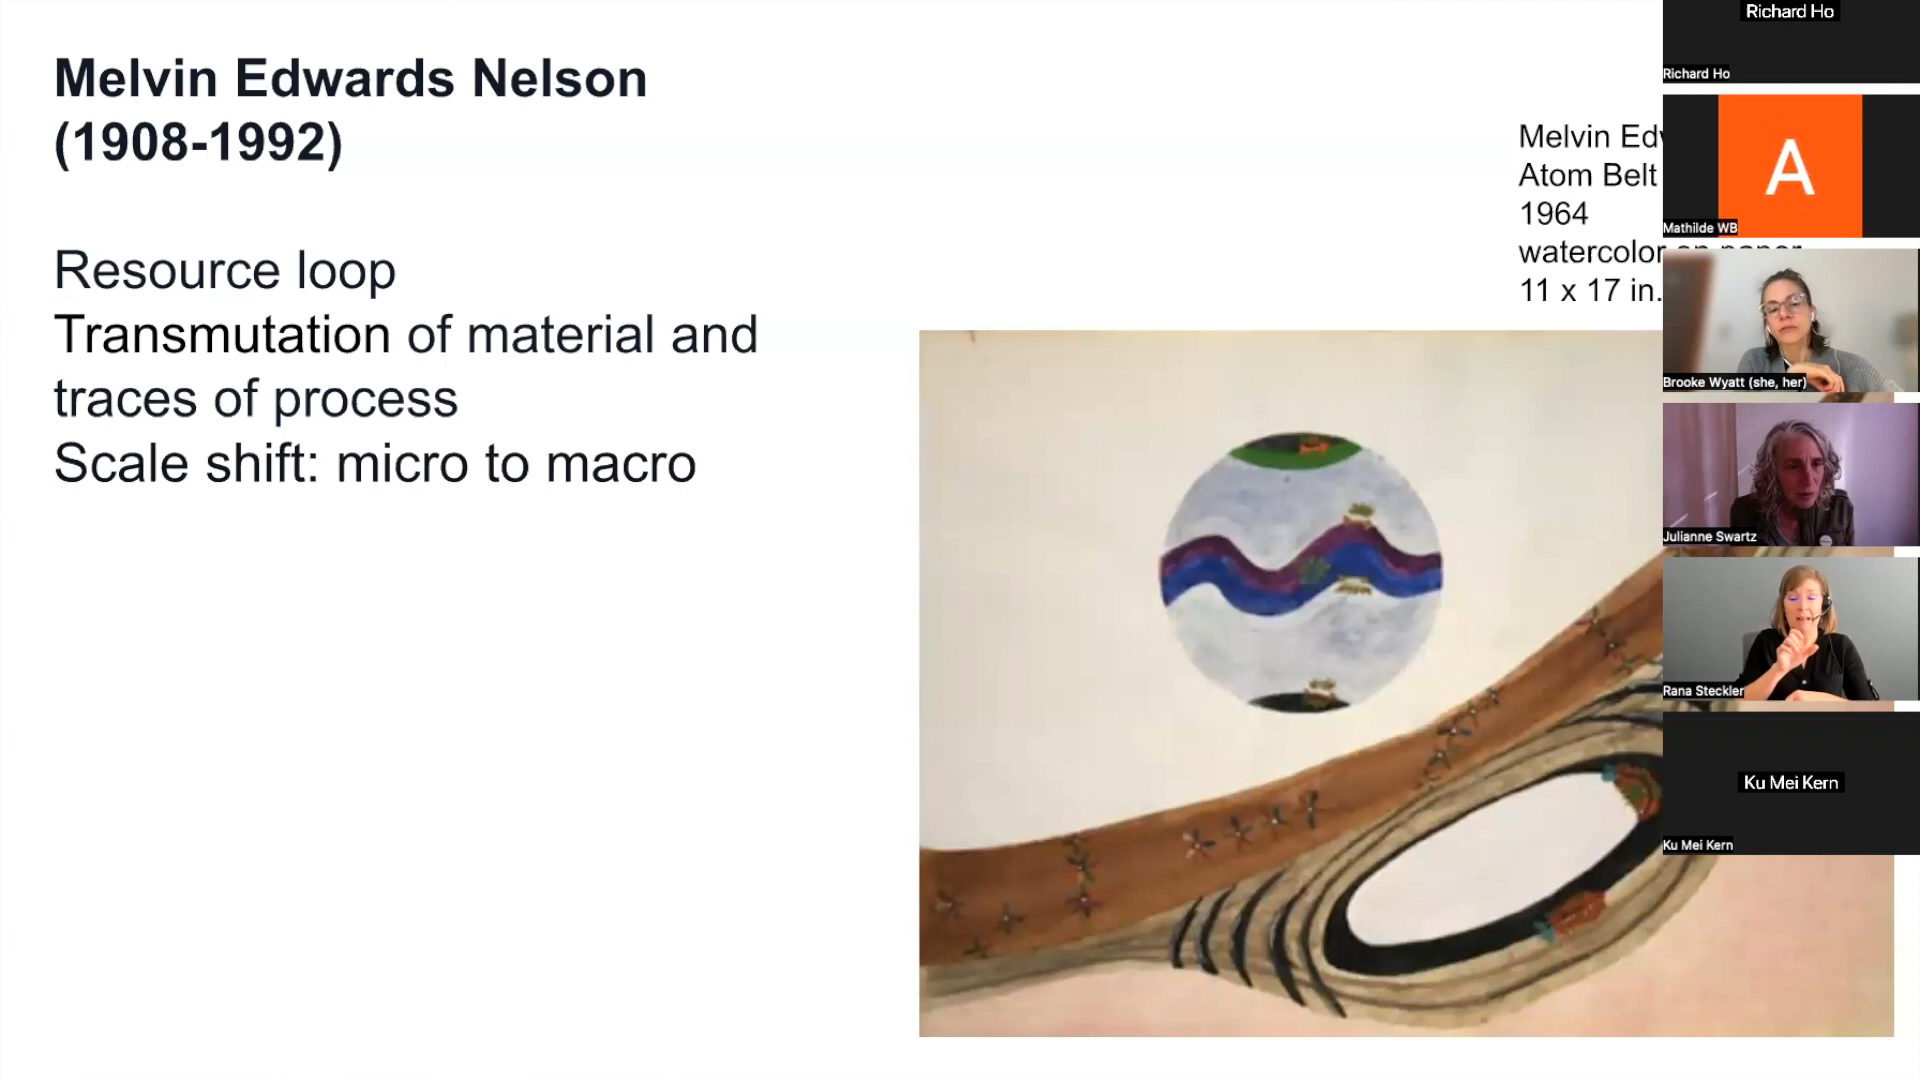 Melvin Edwards Nelson
(1908-1992)
Resource loop
Transmutation of material and
traces of process
Scale shift: micro to macro
Melvin Edw
Atom Belt
1964
watercolor on paper
11 x 17 in.
Richard Ho
Richard Ho
A
Mathilde WB
Brooke Wyatt (she, her)
Julianne Swartz
Rana Steckler
Ku Mei Kern
Ku Mei Kern